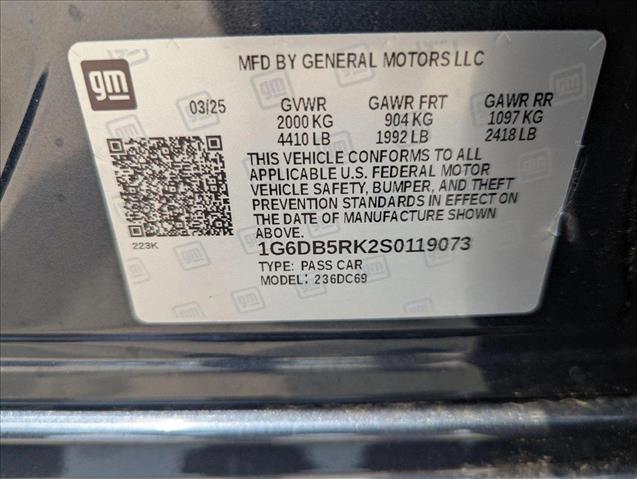 gm
MFD BY GENERAL MOTORS LLC
03/25 GVWR GAWR FRT GAWR RR
2000 KG 904 KG 1097 KG
4410 LB 1992 LB 2418 LB
THIS VEHICLE CONFORMS TO ALL
APPLICABLE U.S. FEDERAL MOTOR
VEHICLE SAFETY, BUMPER, AND THEFT
PREVENTION STANDARDS IN EFFECT ON
THE DATE OF MANUFACTURE SHOWN
ABOVE.
223K
1G6DB5RK2S0119073
TYPE: PASS CAR
MODEL: 236DC69